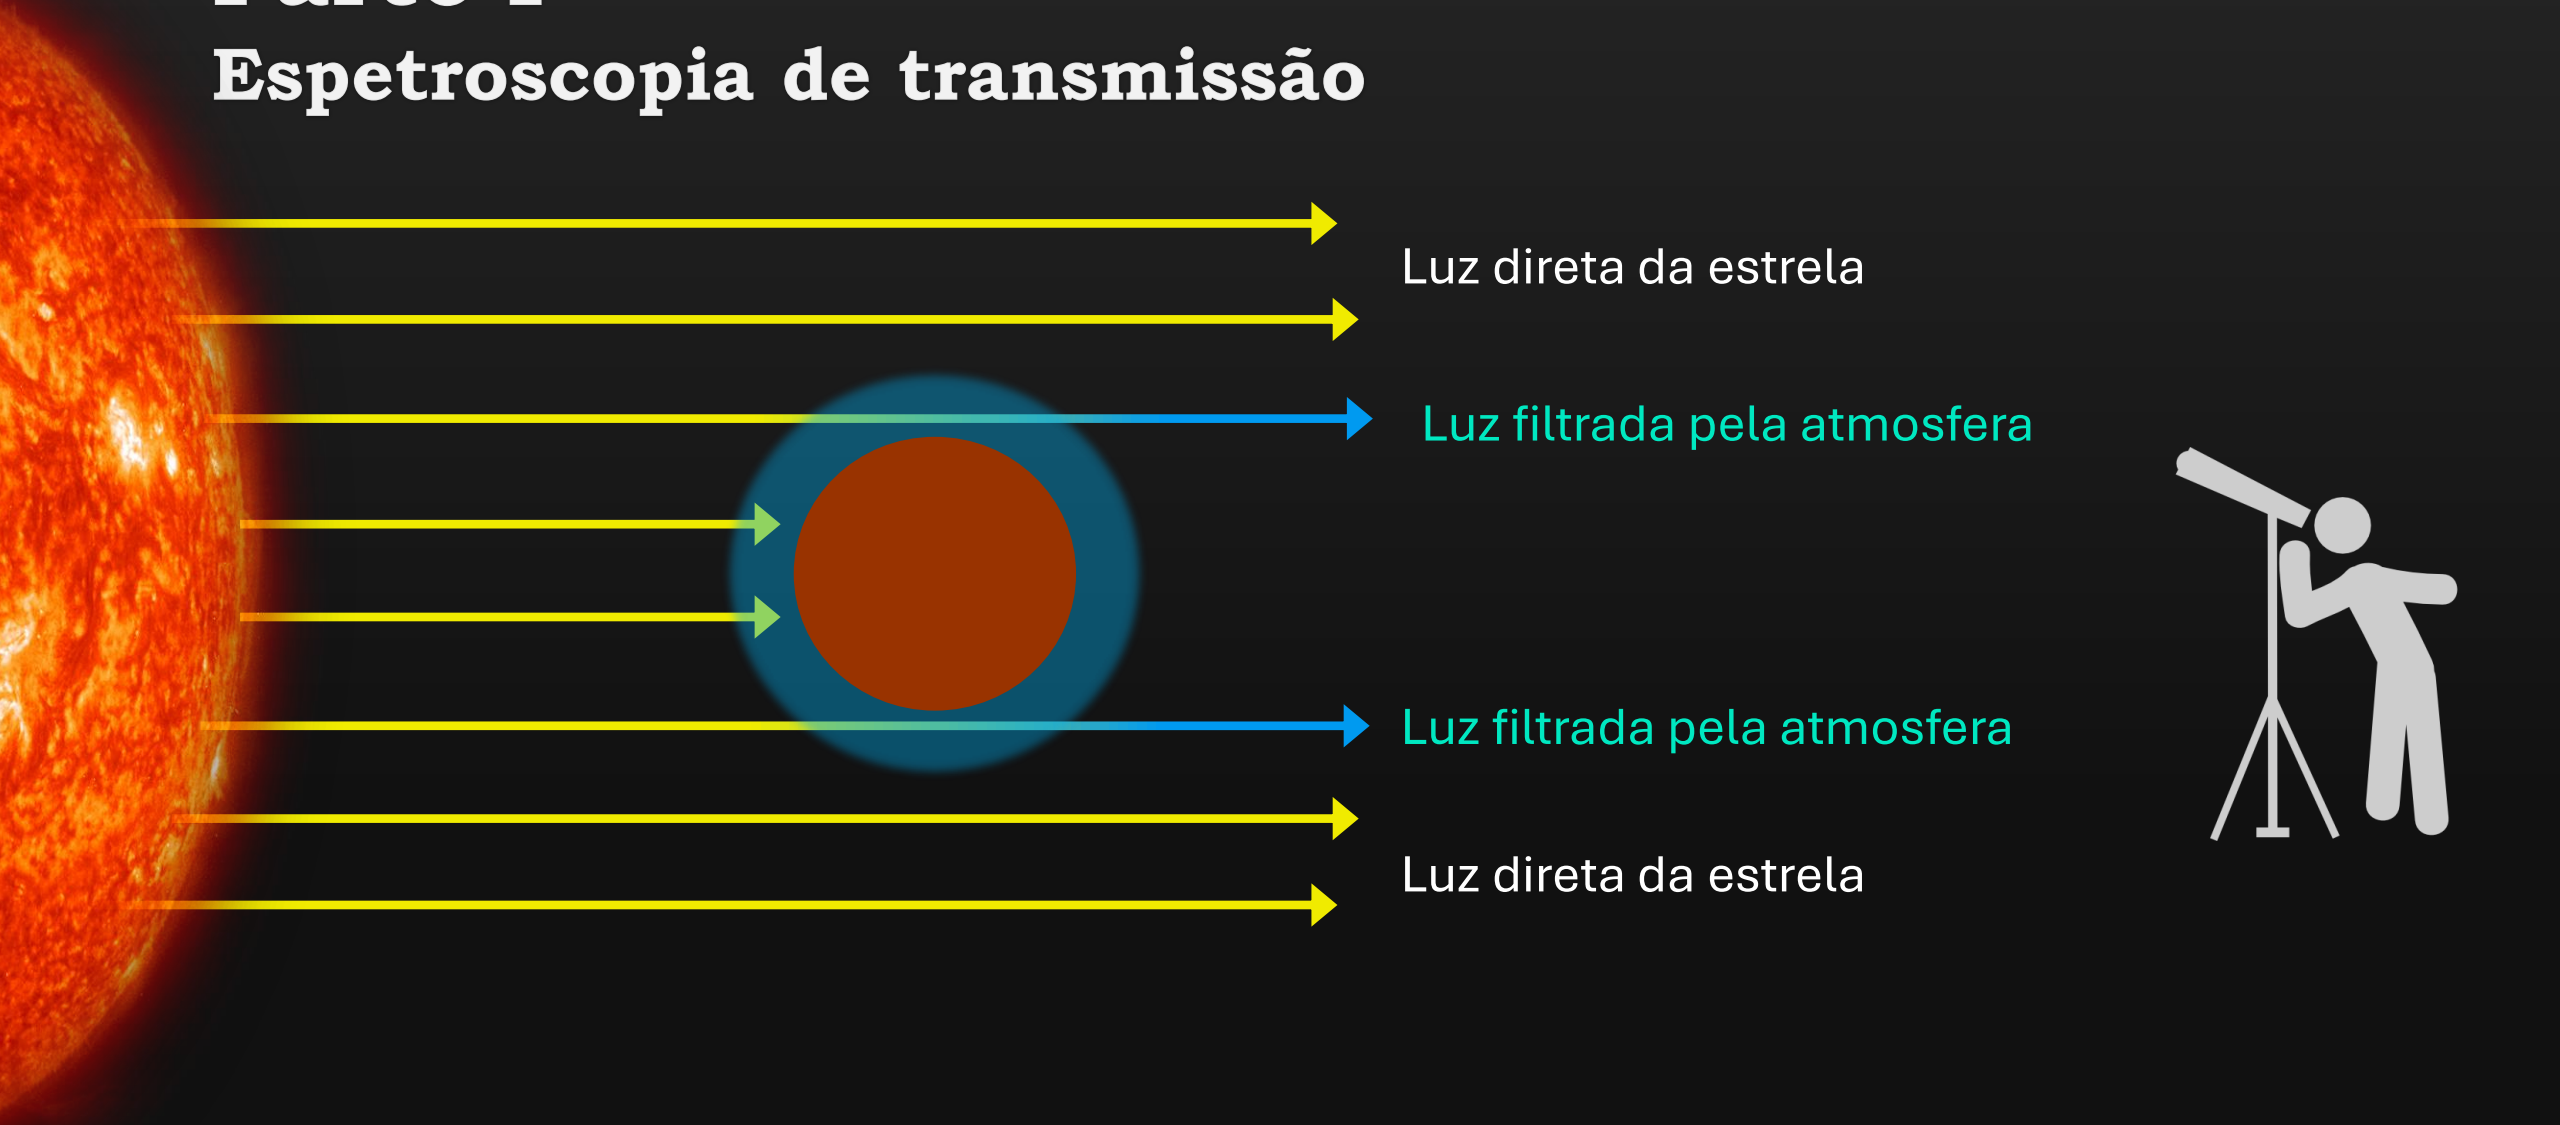 Espetroscopia de transmissão
Luz direta da estrela
Luz filtrada pela atmosfera
Luz filtrada pela atmosfera
Luz direta da estrela